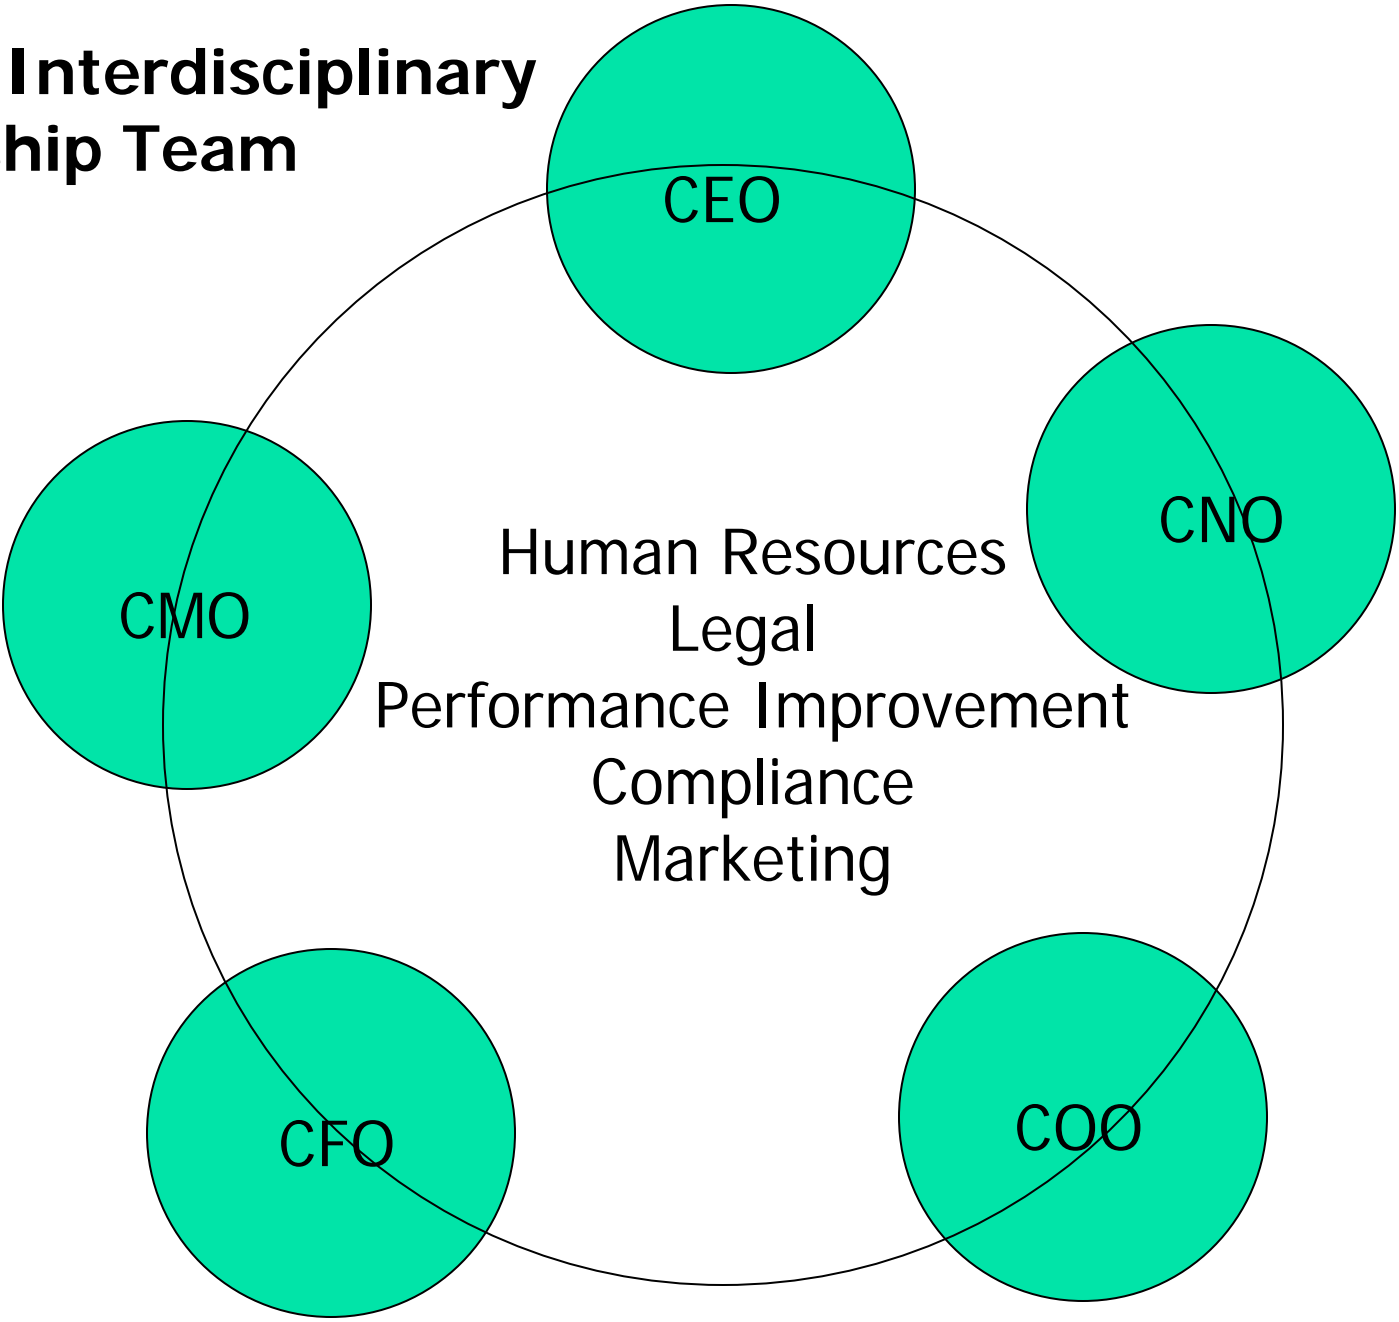 Interdisciplinary
hip Team
CEO
CNO
Human Resources
CMO
Legal
Performance Improvement
Compliance
Marketing
CFO
COO